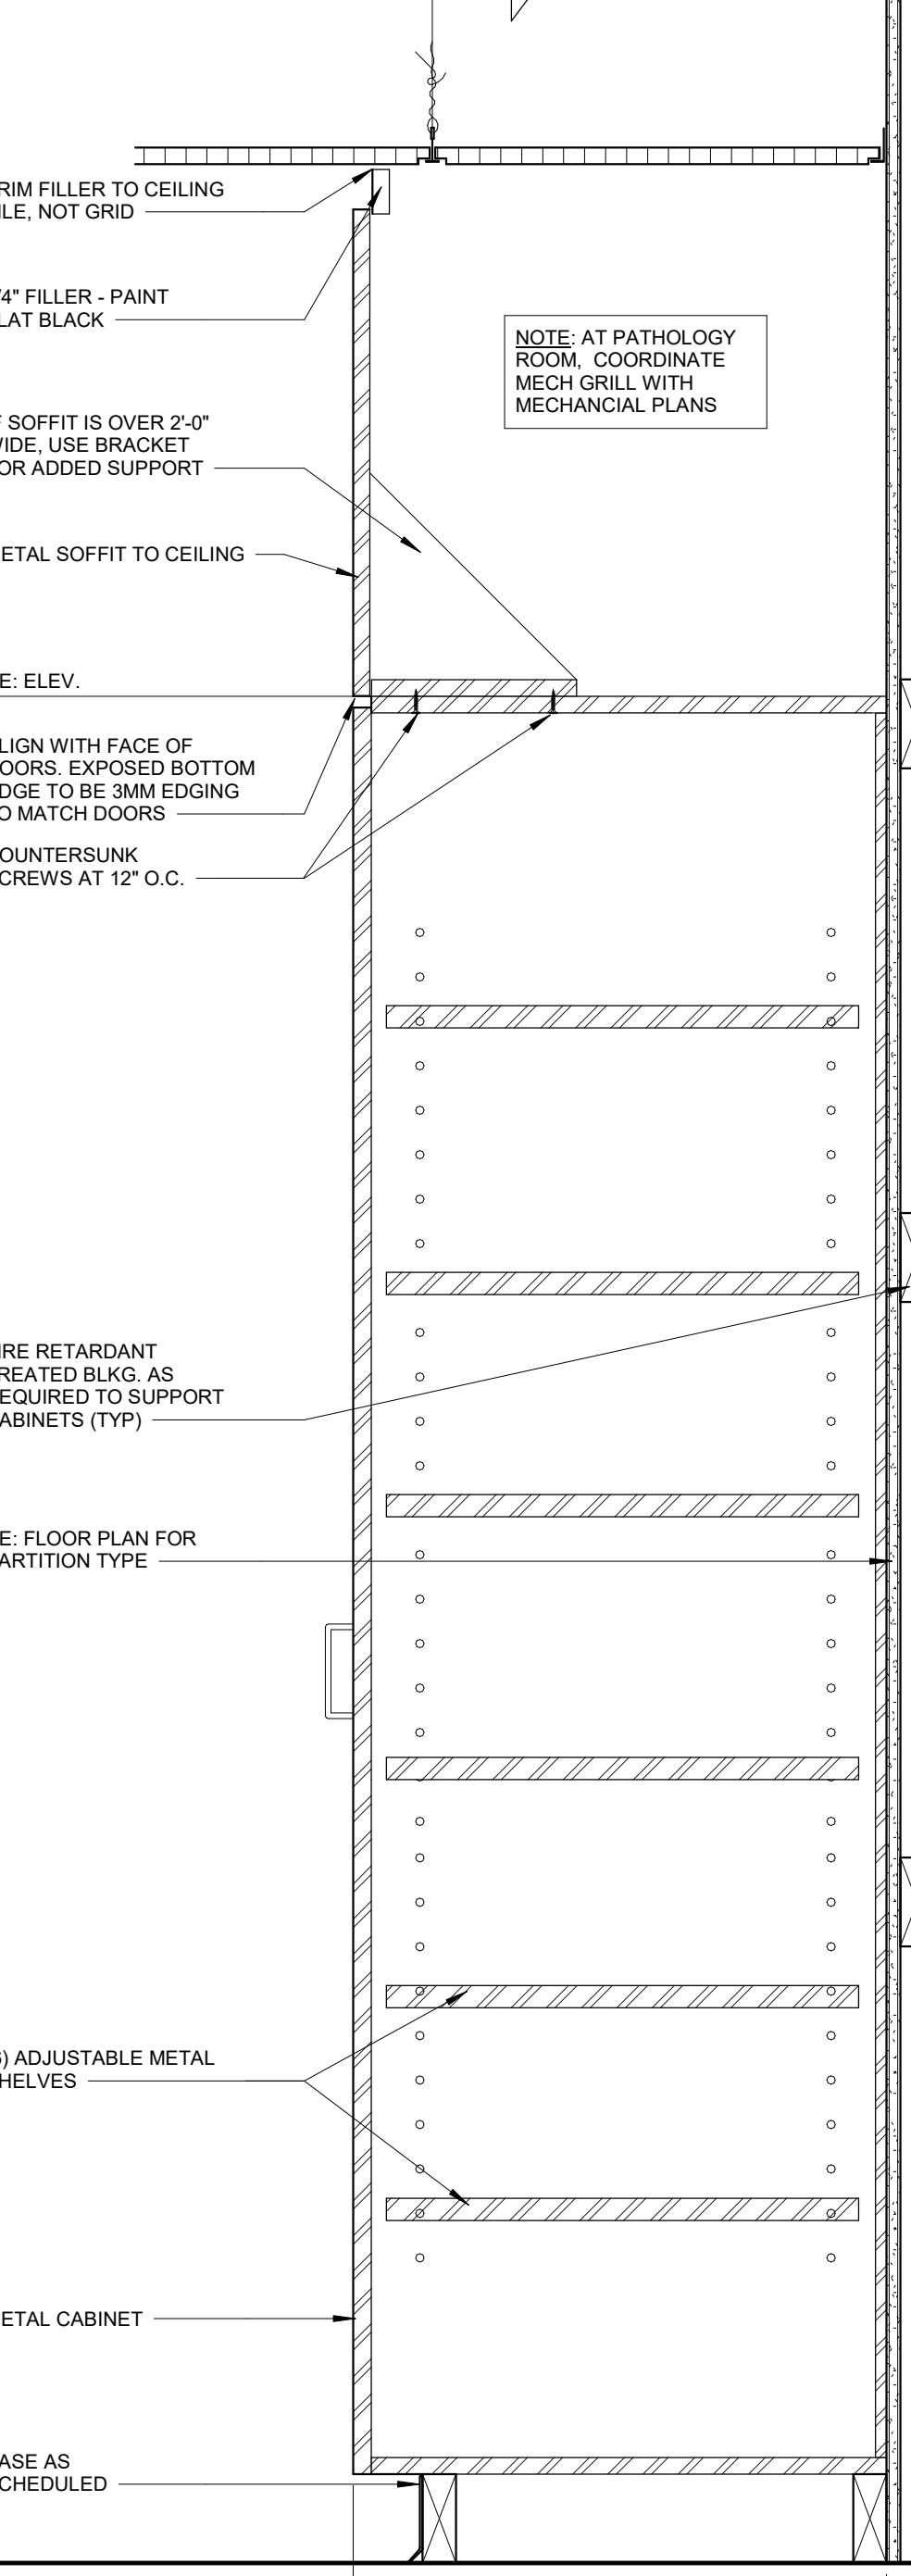 RIM FILLER TO CEILING
ILE, NOT GRID
/4" FILLER - PAINT
LAT BLACK
NOTE: AT PATHOLOGY
ROOM, COORDINATE
MECH GRILL WITH
MECHANCIAL PLANS
F SOFFIT IS OVER 2'-0"
WIDE, USE BRACKET
OR ADDED SUPPORT
ETAL SOFFIT TO CEILING
E: ELEV.
LIGN WITH FACE OF
OORS. EXPOSED BOTTOM
DGE TO BE 3MM EDGING
O MATCH DOORS
OUNTERSUNK
CREWS AT 12" O.C.
IRE RETARDANT
REATED BLKG. AS
EQUIRED TO SUPPORT
ABINETS (TYP)
E: FLOOR PLAN FOR
ARTITION TYPE
6) ADJUSTABLE METAL
HELVES
ETAL CABINET
ASE AS
CHEDULED